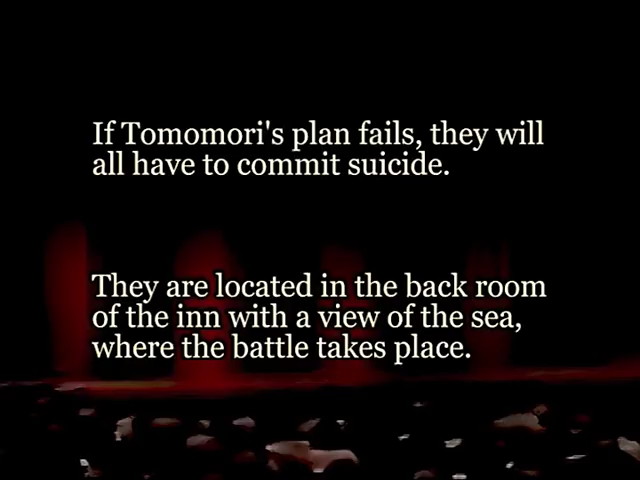 If Tomomori's plan fails, they will
all have to commit suicide.
They are located in the back room
of the inn with a view of the sea,
where the battle takes place.